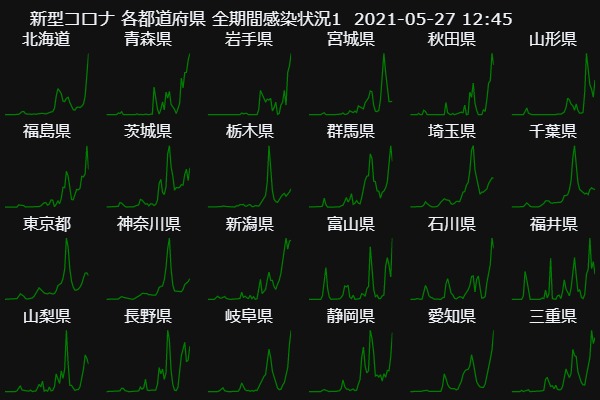 新型コロナ 各都道府県 全期間感染状況1 2021-05-27 12:45
北海道 青森県 岩手県 宮城県 秋田県 山形県
福島県 茨城県 栃木県 群馬県 埼玉県 千葉県
東京都 神奈川県 新潟県 富山県 石川県 福井県
山梨県 長野県 岐阜県 静岡県 愛知県 三重県